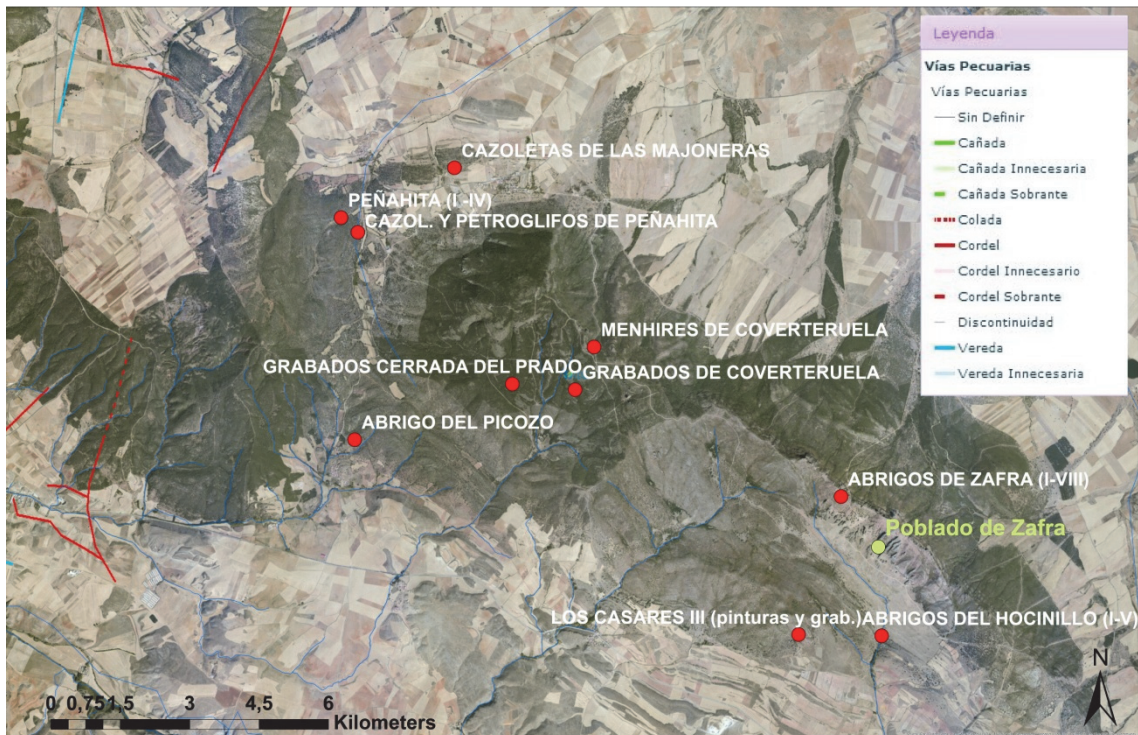 Leyenda
Vías Pecuarias
Vías Pecuarias
Sin Definir
Cañada
Cañada Innecesaria
Cañada Sobrante
Colada
Cordel
Cordel Innecesario
Cordel Sobrante
Discontinuidad
Vereda
Vereda Innecesaria
CAZOLETAS DE LAS MAJONERAS
PEÑAHITA (I -IV)
CAZOL. Y PETROGLIFOS DE PEÑAHITA
MENHIRES DE COVERTERUELA
GRABADOS CERRADA DEL PRADO
GRABADOS DE COVERTERUELA
ABRIGO DEL PICOZO
ABRIGOS DE ZAFRA (I-VIII)
Poblado de Zafra
LOS CASARES III (pinturas y grab.)
ABRIGOS DEL HOCINILLO (I-V)
N
0 0,75 1,5 3 4,5 6
Kilometers